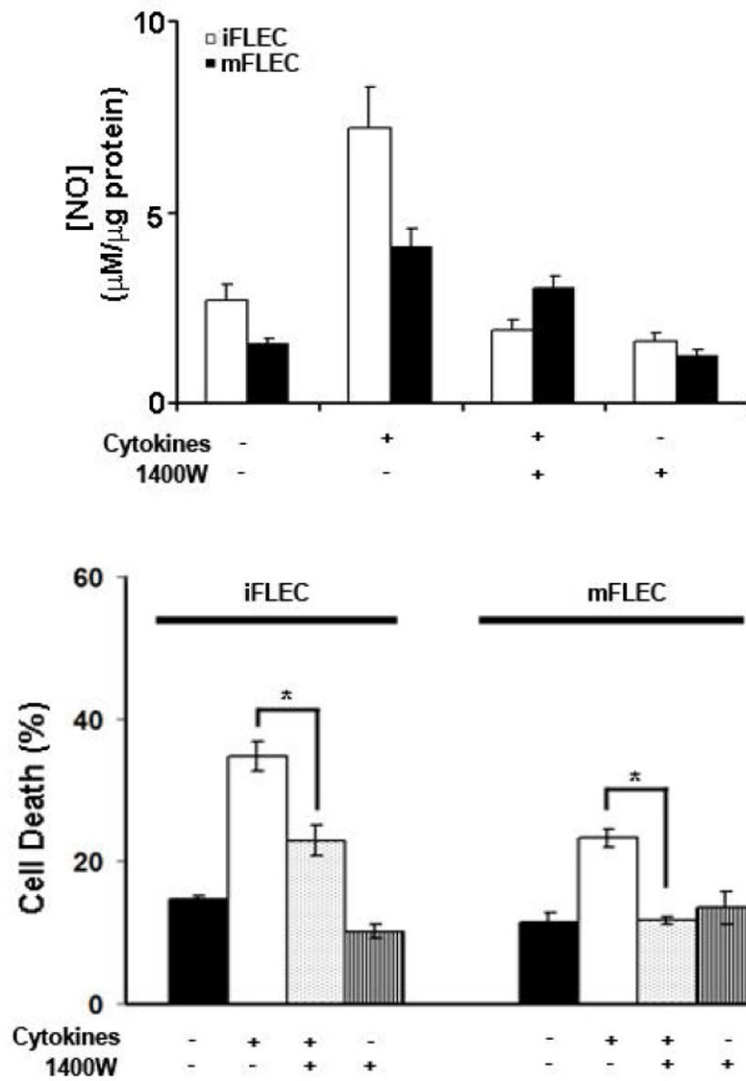 10
iFLEC
mFLEC
[NO]
(μM/μg protein)
5
0
Cytokines - + + -
1400W - - + +
60
iFLEC mFLEC
* 
40
*
Cell Death (%)
20
0
Cytokines - + + - - + + -
1400W - - + + - - + +